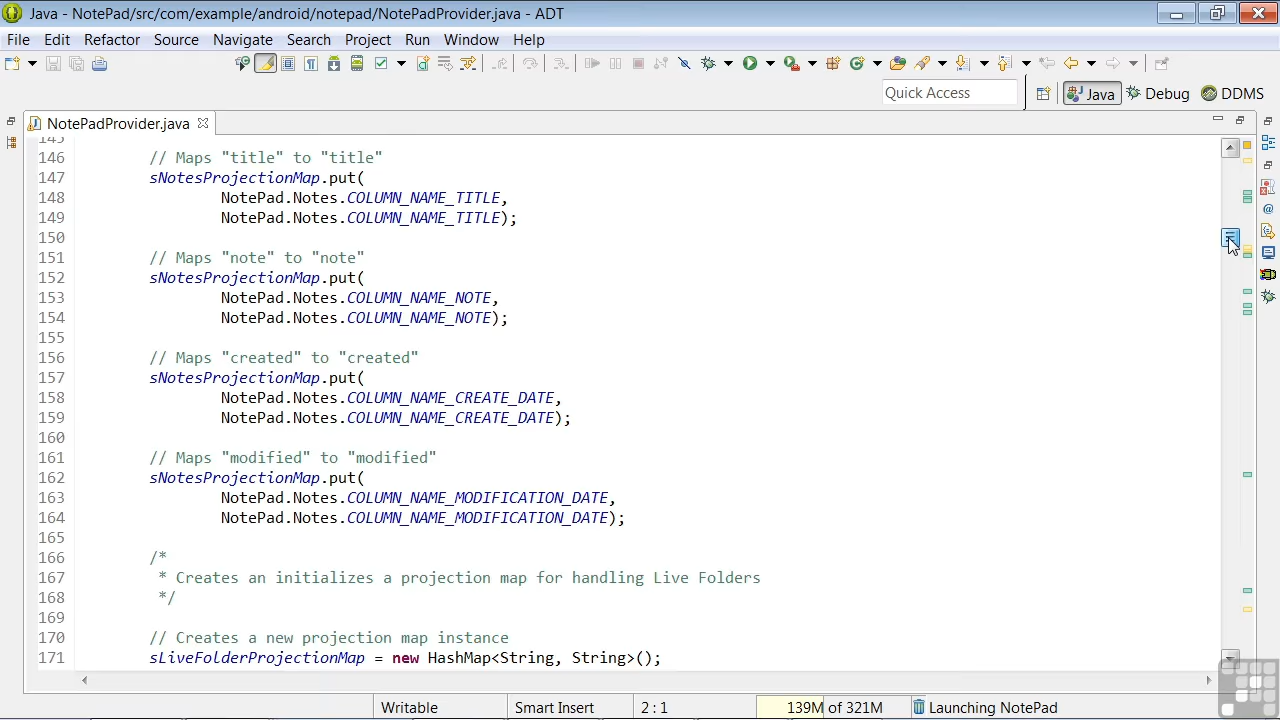 Java - NotePad/src/com/example/android/notepad/NotePadProvider.java - ADT
File Edit Refactor Source Navigate Search Project Run Window Help
Quick Access
Java Debug DDMS
NotePadProvider.java
145
146 // Maps "title" to "title"
147 sNotesProjectionMap.put(
148 NotePad.Notes.COLUMN_NAME_TITLE,
149 NotePad.Notes.COLUMN_NAME_TITLE);
150
151 // Maps "note" to "note"
152 sNotesProjectionMap.put(
153 NotePad.Notes.COLUMN_NAME_NOTE,
154 NotePad.Notes.COLUMN_NAME_NOTE);
155
156 // Maps "created" to "created"
157 sNotesProjectionMap.put(
158 NotePad.Notes.COLUMN_NAME_CREATE_DATE,
159 NotePad.Notes.COLUMN_NAME_CREATE_DATE);
160
161 // Maps "modified" to "modified"
162 sNotesProjectionMap.put(
163 NotePad.Notes.COLUMN_NAME_MODIFICATION_DATE,
164 NotePad.Notes.COLUMN_NAME_MODIFICATION_DATE);
165
166 /*
167 * Creates an initializes a projection map for handling Live Folders
168 */
169
170 // Creates a new projection map instance
171 sLiveFolderProjectionMap = new HashMap<String, String>();
Writable Smart Insert 2 : 1 139M of 321M Launching NotePad